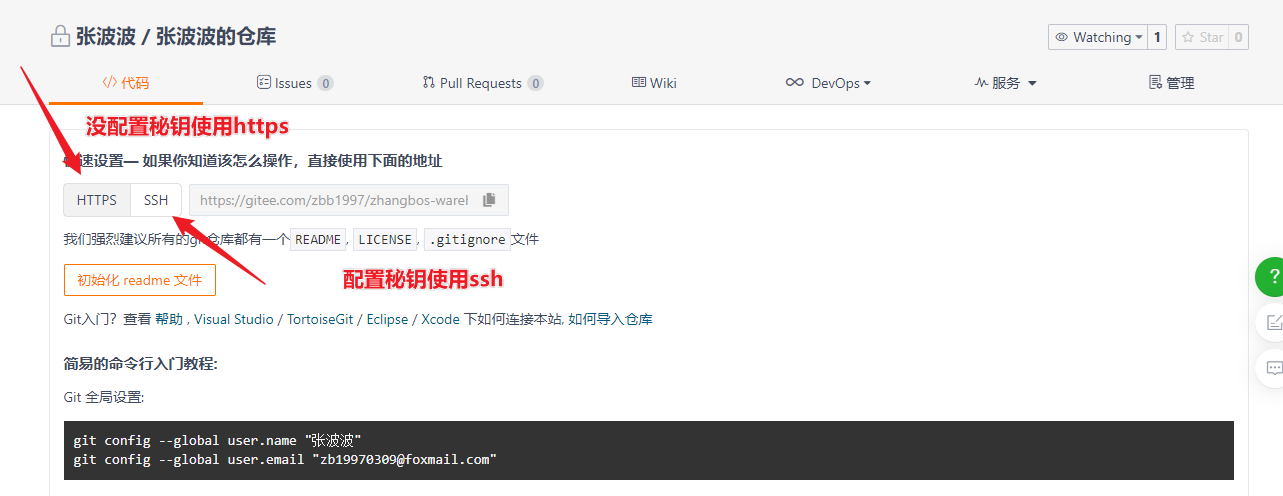 张波波 / 张波波的仓库
Watching 1 Star 0
代码 Issues 0 Pull Requests 0 Wiki DevOps 服务 管理
没配置秘钥使用https
速设置— 如果你知道该怎么操作，直接使用下面的地址
HTTPS SSH https://gitee.com/zbb1997/zhangbos-warel
我们强烈建议所有的git仓库都有一个 README, LICENSE, .gitignore 文件
配置秘钥使用ssh
初始化 readme 文件
?
Git入门？查看 帮助 , Visual Studio / TortoiseGit / Eclipse / Xcode 下如何连接本站, 如何导入仓库
简易的命令行入门教程:
Git 全局设置:
git config --global user.name "张波波"
git config --global user.email "zb19970309@foxmail.com"